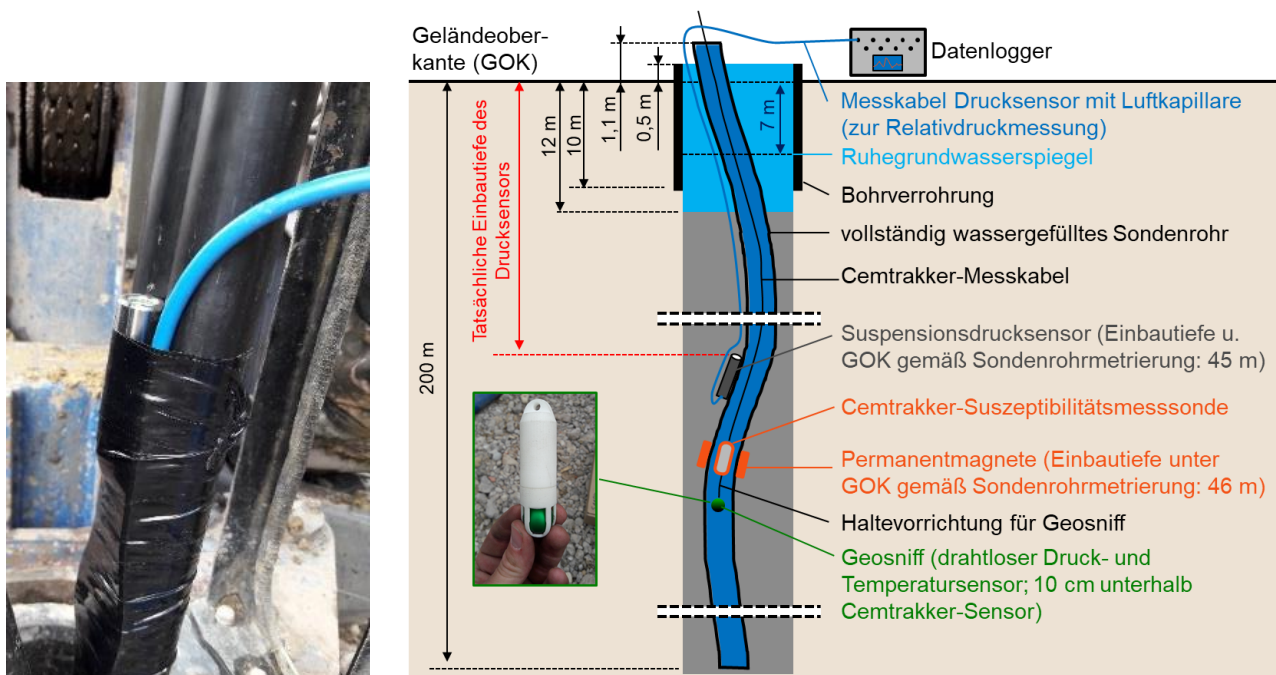 Geländeober-
kante (GOK)
Datenlogger
Messkabel Drucksensor mit Luftkapillare
(zur Relativdruckmessung)
Ruhegrundwasserspiegel
Bohrverrohrung
vollständig wassergefülltes Sondenrohr
Cemtrakker-Messkabel
Suspensionsdrucksensor (Einbautiefe u.
GOK gemäß Sondenrohrmetrierung: 45 m)
Cemtrakker-Suszeptibilitätsmesssonde
Permanentmagnete (Einbautiefe unter
GOK gemäß Sondenrohrmetrierung: 46 m)
Haltevorrichtung für Geosniff
Geosniff (drahtloser Druck- und
Temperatursensor; 10 cm unterhalb
Cemtrakker-Sensor)
200 m
Tatsächliche Einbautiefe des
Drucksensors
12 m
10 m
1,1 m
0,5 m
7 m